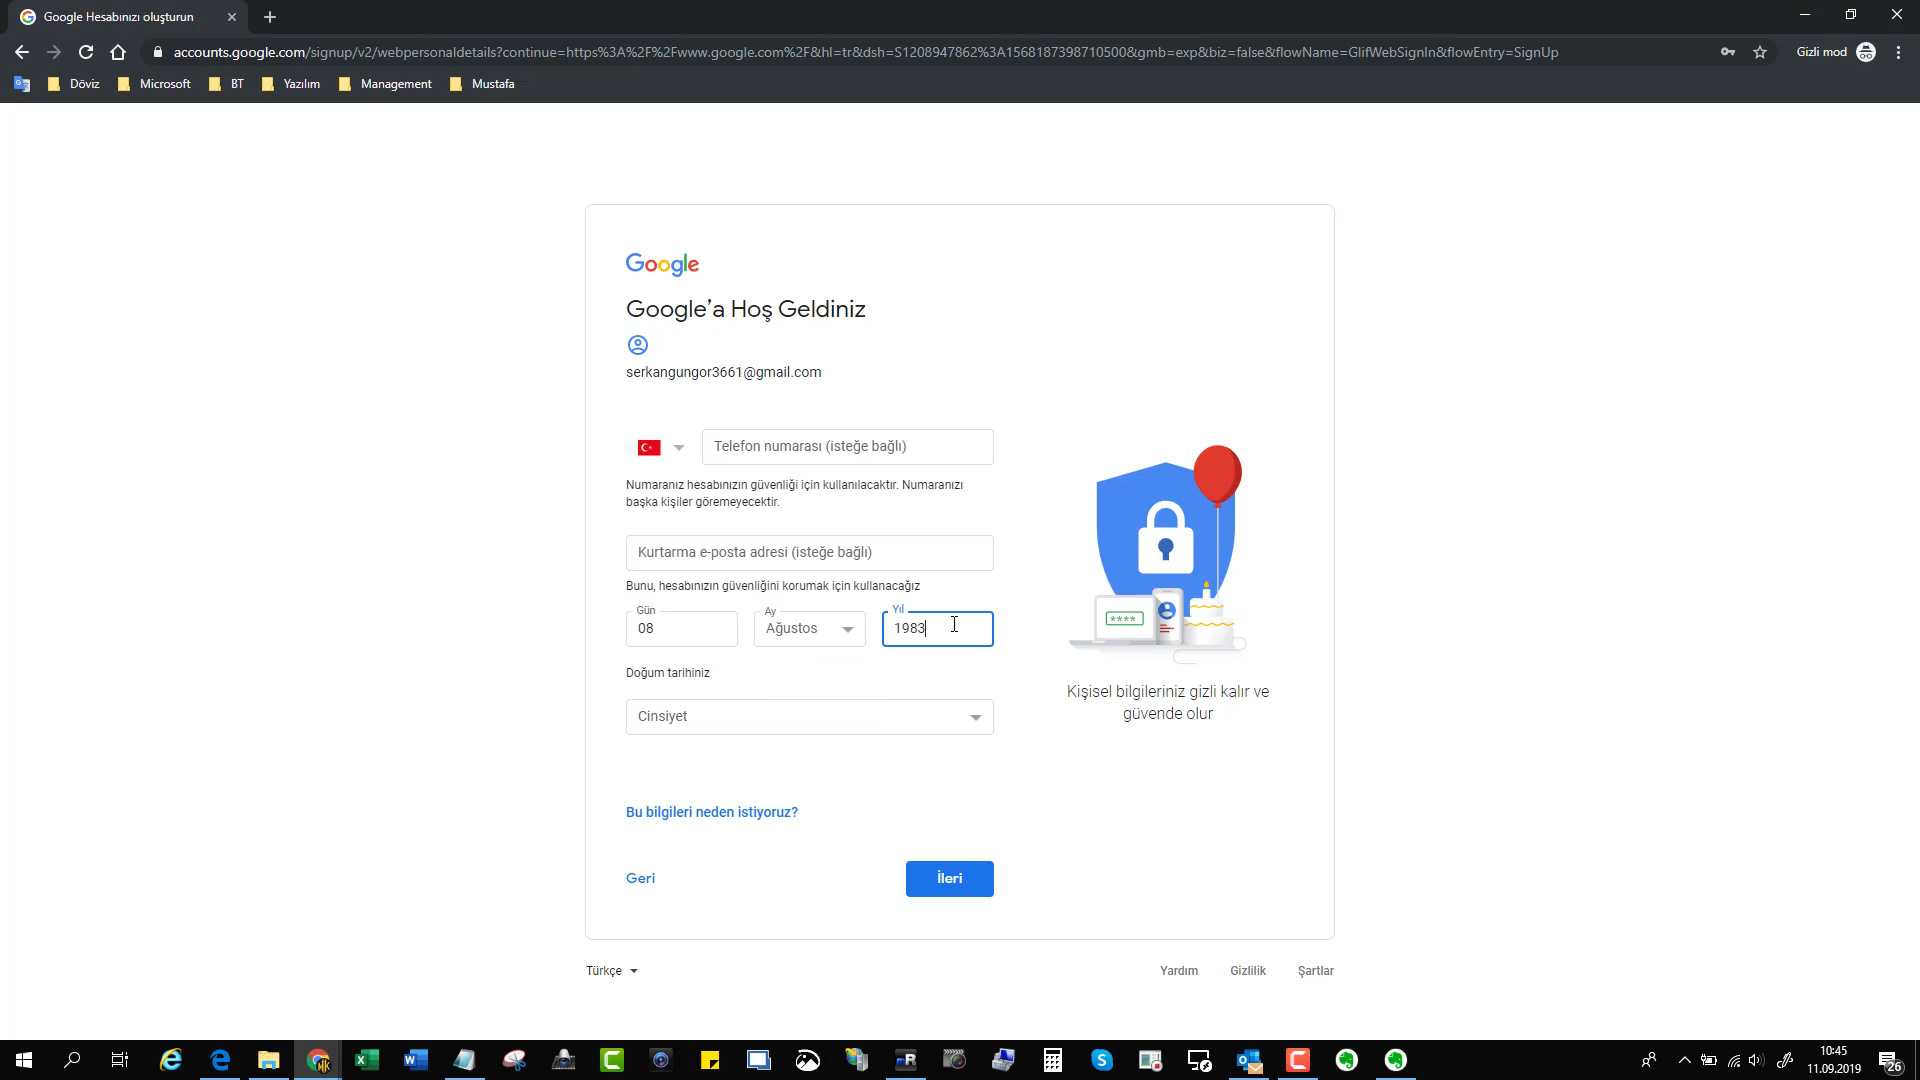 Google Hesabınızı oluşturun
accounts.google.com/signup/v2/webpersonaldetails?continue=https%3A%2F%2Fwww.google.com%2F&hl=tr&dsh=S1208947862%3A1568187398710500&gmb=exp&biz=false&flowName=GlifWebSignIn&flowEntry=SignUp
Gizli mod
Döviz
Microsoft
BT
Yazılım
Management
Mustafa
Google
Google’a Hoş Geldiniz
serkangungor3661@gmail.com
Telefon numarası (isteğe bağlı)
Numaranız hesabınızın güvenliği için kullanılacaktır. Numaranızı
başka kişiler göremeyecektir.
Kurtarma e-posta adresi (isteğe bağlı)
Bunu, hesabınızın güvenliğini korumak için kullanacağız
Gün
Ay
Yıl
08
Ağustos
1983
Doğum tarihiniz
Cinsiyet
****
Kişisel bilgileriniz gizli kalır ve
güvende olur
Bu bilgileri neden istiyoruz?
Geri
İleri
Türkçe
Yardım
Gizlilik
Şartlar
10:45
11.09.2019
26